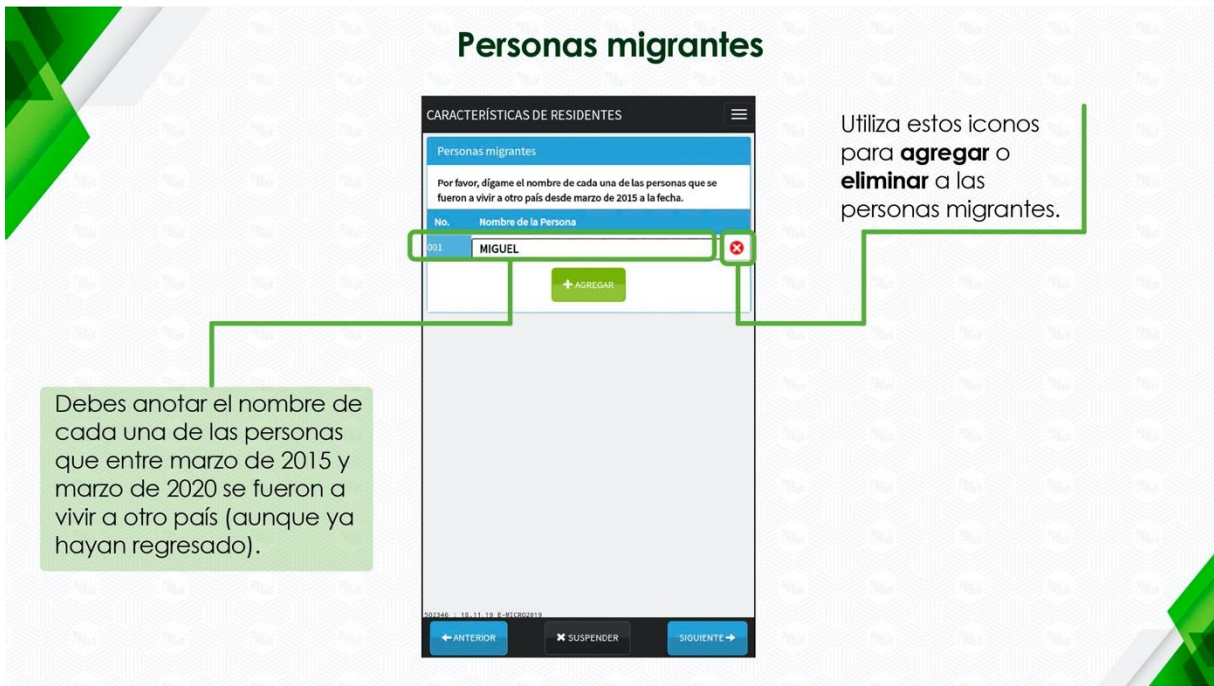 Personas migrantes
CARACTERÍSTICAS DE RESIDENTES
Personas migrantes
Por favor, dígame el nombre de cada una de las personas que se
fueron a vivir a otro país desde marzo de 2015 a la fecha.
No. Nombre de la Persona
001 MIGUEL
AGREGAR
Utiliza estos iconos
para agregar o
eliminar a las
personas migrantes.
Debes anotar el nombre de
cada una de las personas
que entre marzo de 2015 y
marzo de 2020 se fueron a
vivir a otro país (aunque ya
hayan regresado).
ANTERIOR
SUSPENDER
SIGUIENTE